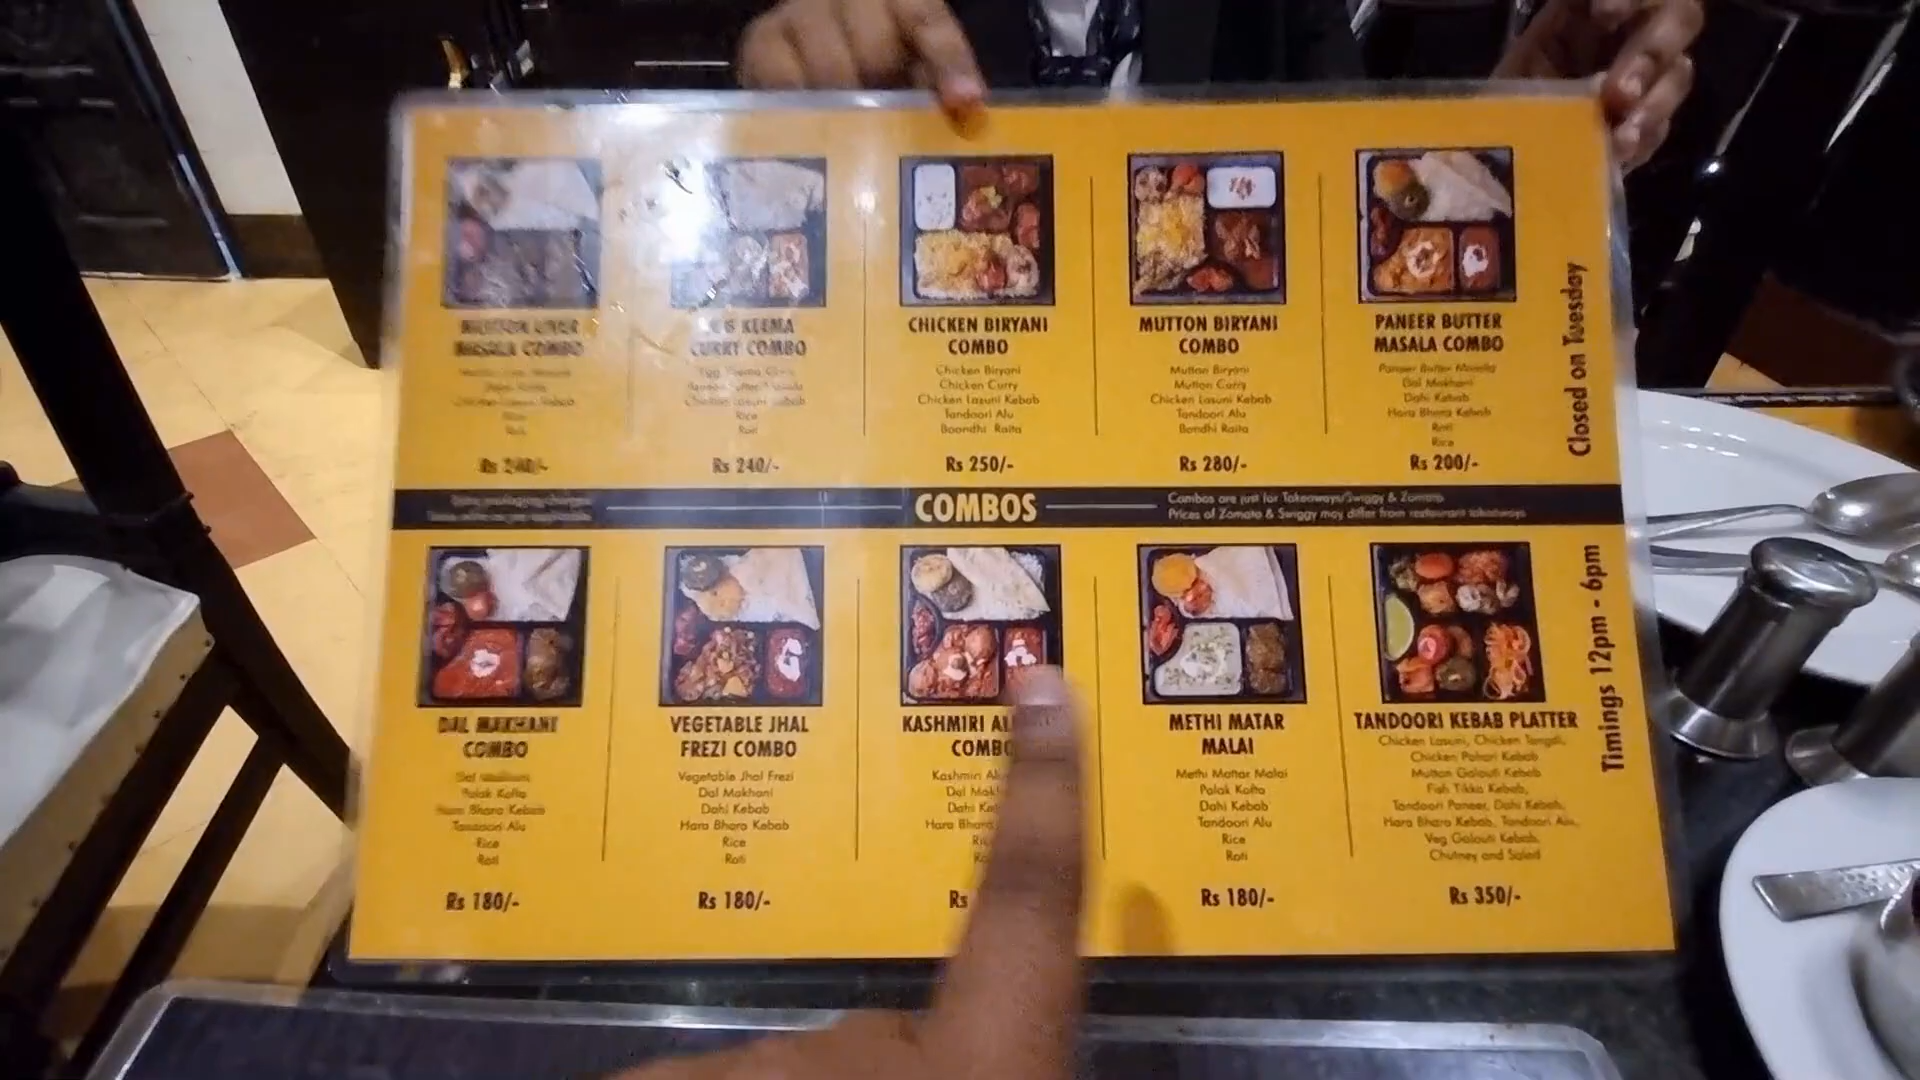 MASALA COMBO
Rs 240/-
KEEMA
CURRY COMBO
Rice
Roti
Rs 240/-
CHICKEN BIRYANI
COMBO
Chicken Biryani
Chicken Curry
Chicken Lasuni Kebab
Tandoori Alu
Boondhi Raita
Rs 250/-
MUTTON BIRYANI
COMBO
Mutton Biryani
Mutton Curry
Chicken Lasuni Kebab
Tandoori Alu
Bondhi Raita
Rs 280/-
PANEER BUTTER
MASALA COMBO
Paneer Butter Masala
Dal Makhani
Dahi Kebab
Hara Bhara Kebab
Roti
Rice
Rs 200/-
Closed on Tuesday
COMBOS
Combos are just for Takeaways/Swiggy & Zomato
Prices of Zomato & Swiggy may differ from restaurant takeaways
DAL MAKHANI
COMBO
Dal Makhani
Palak Kofta
Hara Bhara Kebab
Tandoori Alu
Rice
Roti
Rs 180/-
VEGETABLE JHAL
FREZI COMBO
Vegetable Jhal Frezi
Dal Makhani
Dahi Kebab
Hara Bhara Kebab
Rice
Roti
Rs 180/-
KASHMIRI
COMBO
Kashmiri
Dal
Dahi
Hara Bhara
Rs
METHI MATAR
MALAI
Methi Mattar Malai
Palak Kofta
Dahi Kebab
Tandoori Alu
Rice
Roti
Rs 180/-
TANDOORI KEBAB PLATTER
Chicken Lasuni, Chicken Tangdi,
Chicken Pahari Kebab
Mutton Galouti Kebab
Fish Tikka Kebab,
Tandoori Paneer, Dahi Kebab,
Hara Bhara Kebab, Tandoori Alu,
Veg Galouti Kebab,
Chutney and Salad
Rs 350/-
Timings 12pm - 6pm